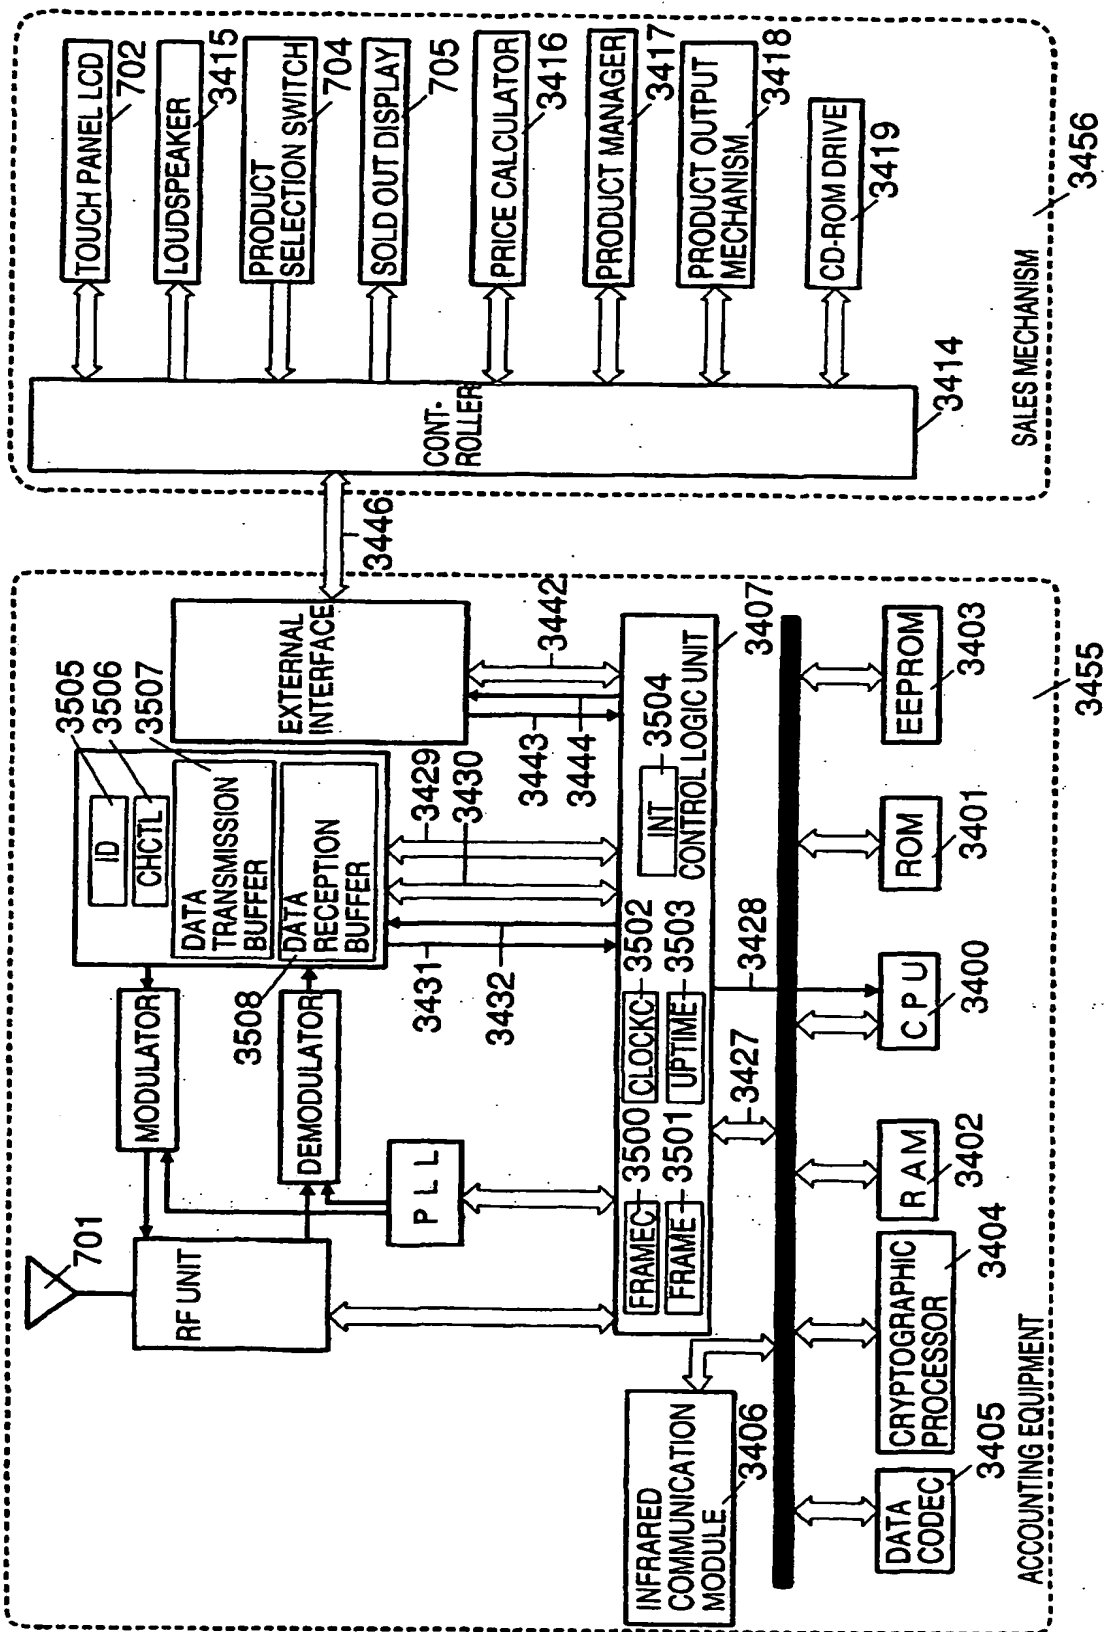 701
RF UNIT
MODULATOR
DEMODULATOR
PLL
ID
CHCTL
DATA
TRANSMISSION
BUFFER
DATA
RECEPTION
BUFFER
3505
3506
3507
3508
EXTERNAL
INTERFACE
3446
3431
3432
3429
3430
3443
3444
3442
FRAMEC
3500
CLOCKC
3502
FRAME
3501
UPTIME
3503
INT
3504
CONTROL LOGIC UNIT
3407
INFRARED
COMMUNICATION
MODULE
3406
3427
3428
DATA
CODEC
3405
CRYPTOGRAPHIC
PROCESSOR
3404
RAM
3402
CPU
3400
ROM
3401
EEPROM
3403
ACCOUNTING EQUIPMENT
3455
CONT-
ROLLER
3414
TOUCH PANEL LCD
702
LOUDSPEAKER
3415
PRODUCT
SELECTION SWITCH
704
SOLD OUT DISPLAY
705
PRICE CALCULATOR
3416
PRODUCT MANAGER
3417
PRODUCT OUTPUT
MECHANISM
3418
CD-ROM DRIVE
3419
SALES MECHANISM
3456